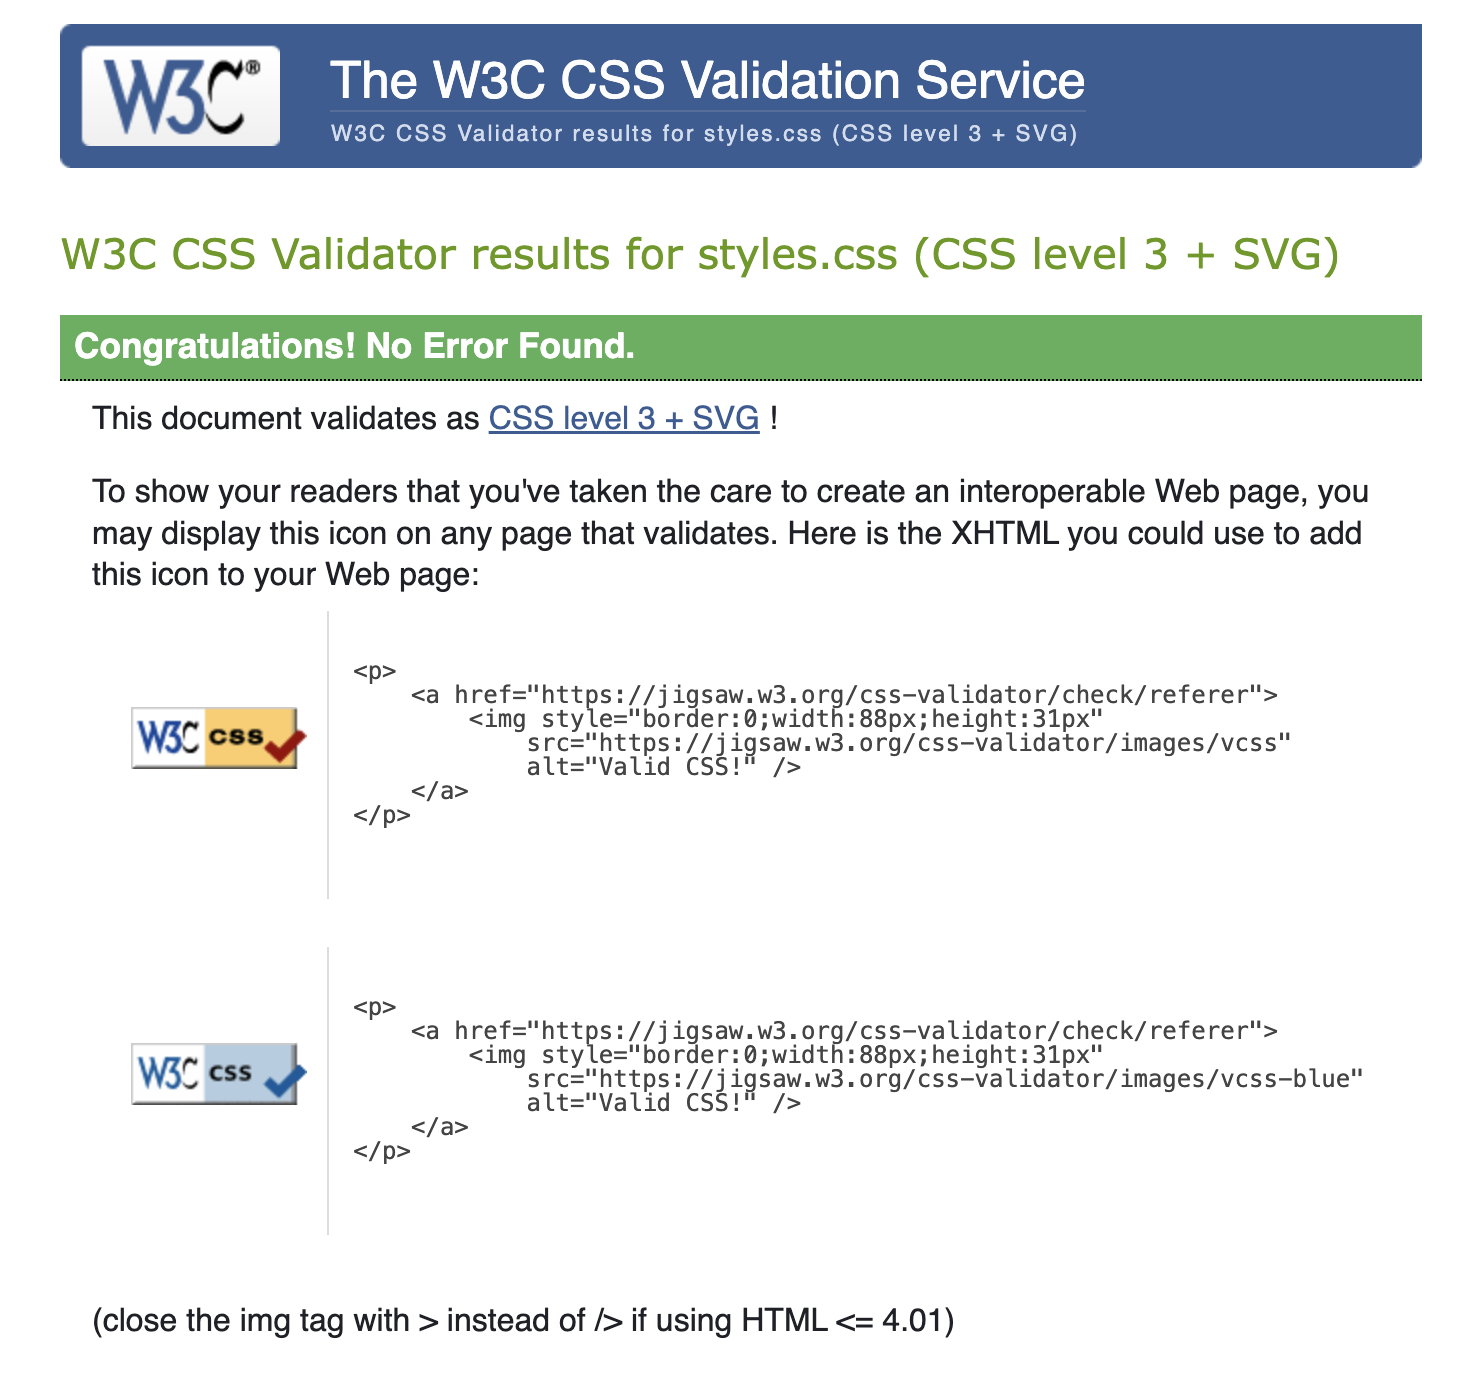 W3C®
The W3C CSS Validation Service
W3C CSS Validator results for styles.css (CSS level 3 + SVG)
W3C CSS Validator results for styles.css (CSS level 3 + SVG)
Congratulations! No Error Found.
This document validates as CSS level 3 + SVG !
To show your readers that you've taken the care to create an interoperable Web page, you
may display this icon on any page that validates. Here is the XHTML you could use to add
this icon to your Web page:
W3C css
<p>
    <a href="https://jigsaw.w3.org/css-validator/check/referer">
        <img style="border:0;width:88px;height:31px"
            src="https://jigsaw.w3.org/css-validator/images/vcss"
            alt="Valid CSS!" />
    </a>
</p>
W3C css
<p>
    <a href="https://jigsaw.w3.org/css-validator/check/referer">
        <img style="border:0;width:88px;height:31px"
            src="https://jigsaw.w3.org/css-validator/images/vcss-blue"
            alt="Valid CSS!" />
    </a>
</p>
(close the img tag with > instead of /> if using HTML <= 4.01)